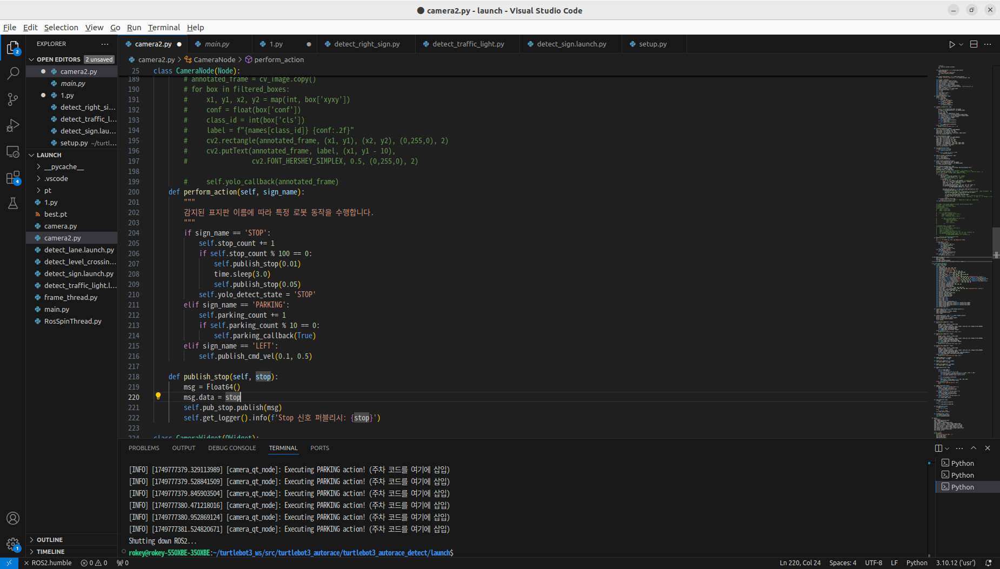 camera2.py - launch - Visual Studio Code
File Edit Selection View Go Run Terminal Help
EXPLORER
camera2.py
main.py
1.py
detect_right_sign.py
detect_traffic_light.py
detect_sign.launch.py
setup.py
OPEN EDITORS 2 unsaved
camera2.py
main.py
1.py
detect_right_si...
detect_traffic_l...
detect_sign.lau...
setup.py ~/turtl...
LAUNCH
__pycache__
.vscode
pt
1.py
best.pt
camera.py
camera2.py
detect_lane.launch.py
detect_level_crossin...
detect_sign.launch.py
detect_traffic_light.l...
frame_thread.py
main.py
RosSpinThread.py
OUTLINE
TIMELINE
2
4
1
camera2.py > CameraNode > perform_action
25 class CameraNode(Node):
189 # annotated_frame = cv_image.copy()
190 # for box in filtered_boxes:
191 #     x1, y1, x2, y2 = map(int, box['xyxy'])
192 #     conf = float(box['conf'])
193 #     class_id = int(box['cls'])
194 #     label = f"{names[class_id]} {conf:.2f}"
195 #     cv2.rectangle(annotated_frame, (x1, y1), (x2, y2), (0,255,0), 2)
196 #     cv2.putText(annotated_frame, label, (x1, y1 - 10),
197 #                 cv2.FONT_HERSHEY_SIMPLEX, 0.5, (0,255,0), 2)
198
199 #     self.yolo_callback(annotated_frame)
200 def perform_action(self, sign_name):
201 """
202 감지된 표지판 이름에 따라 특정 로봇 동작을 수행합니다.
203 """
204 if sign_name == 'STOP':
205 self.stop_count += 1
206 if self.stop_count % 100 == 0:
207 self.publish_stop(0.01)
208 time.sleep(3.0)
209 self.publish_stop(0.05)
210 self.yolo_detect_state = 'STOP'
211 elif sign_name == 'PARKING':
212 self.parking_count += 1
213 if self.parking_count % 10 == 0:
214 self.parking_callback(True)
215 elif sign_name == 'LEFT':
216 self.publish_cmd_vel(0.1, 0.5)
217
218 def publish_stop(self, stop):
219 msg = Float64()
220 msg.data = stop
221 self.pub_stop.publish(msg)
222 self.get_logger().info(f'Stop 신호 퍼블리시: {stop}')
223
224 class CameraWidget(QWidget):
PROBLEMS OUTPUT DEBUG CONSOLE TERMINAL PORTS
[INFO] [1749777379.329113989] [camera_qt_node]: Executing PARKING action! (주차 코드를 여기에 삽입)
[INFO] [1749777379.528841509] [camera_qt_node]: Executing PARKING action! (주차 코드를 여기에 삽입)
[INFO] [1749777379.845903504] [camera_qt_node]: Executing PARKING action! (주차 코드를 여기에 삽입)
[INFO] [1749777380.471218016] [camera_qt_node]: Executing PARKING action! (주차 코드를 여기에 삽입)
[INFO] [1749777380.952869124] [camera_qt_node]: Executing PARKING action! (주차 코드를 여기에 삽입)
[INFO] [1749777381.524820671] [camera_qt_node]: Executing PARKING action! (주차 코드를 여기에 삽입)
Shutting down ROS2...
rokey@rokey-550XBE-350XBE:~/turtlebot3_ws/src/turtlebot3_autorace/turtlebot3_autorace_detect/launch$
Python
Python
Python
ROS2.humble 0 0 0 Ln 220, Col 24 Spaces: 4 UTF-8 LF Python 3.10.12 ('usr')